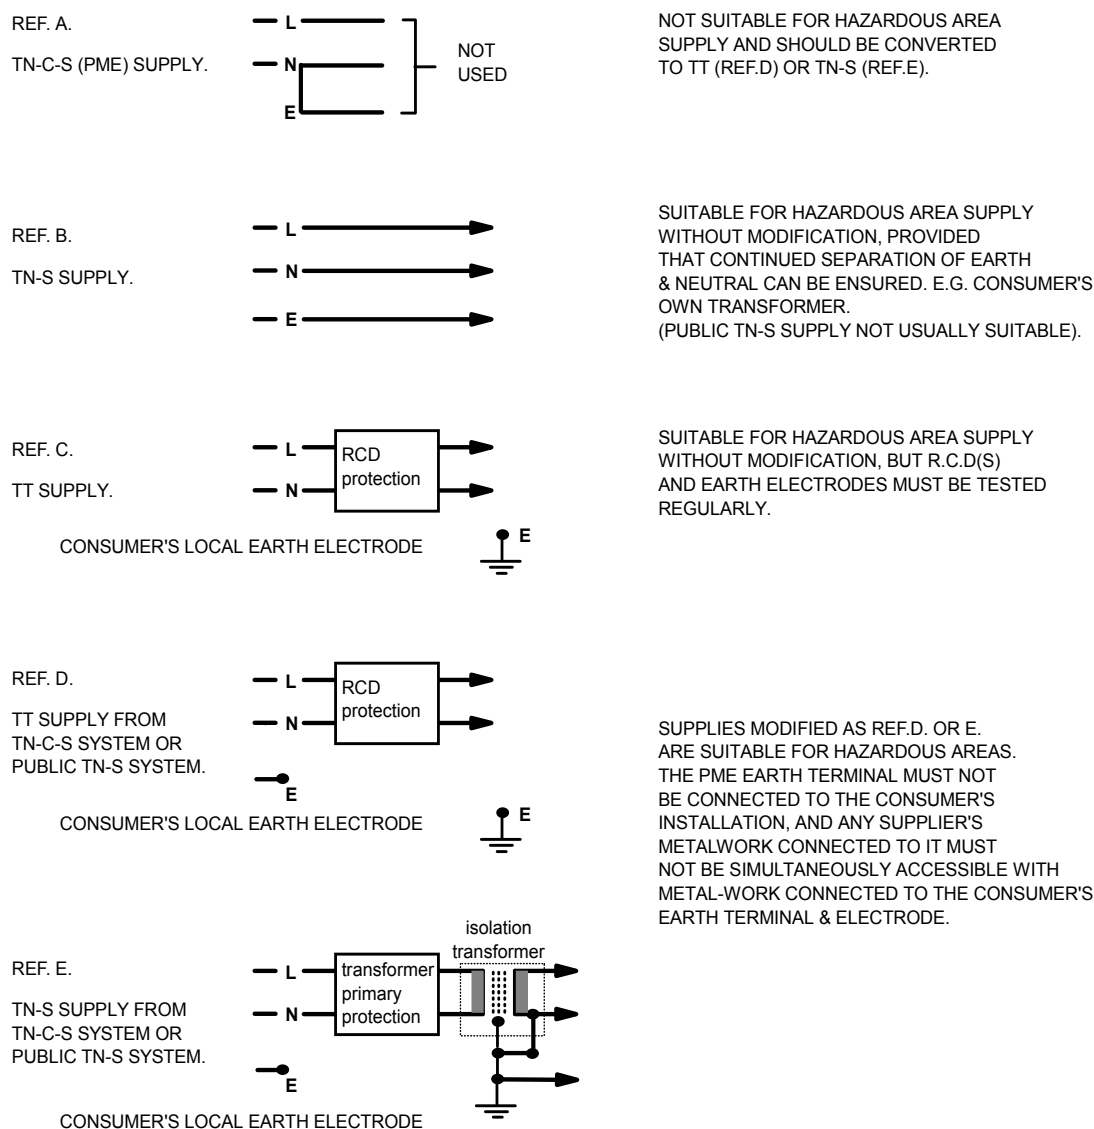 REF. A.
TN-C-S (PME) SUPPLY.
L
N
E
NOT
USED
NOT SUITABLE FOR HAZARDOUS AREA
SUPPLY AND SHOULD BE CONVERTED
TO TT (REF.D) OR TN-S (REF.E).
REF. B.
TN-S SUPPLY.
L
N
E
SUITABLE FOR HAZARDOUS AREA SUPPLY
WITHOUT MODIFICATION, PROVIDED
THAT CONTINUED SEPARATION OF EARTH
& NEUTRAL CAN BE ENSURED. E.G. CONSUMER'S
OWN TRANSFORMER.
(PUBLIC TN-S SUPPLY NOT USUALLY SUITABLE).
REF. C.
TT SUPPLY.
L
N
RCD
protection
E
CONSUMER'S LOCAL EARTH ELECTRODE
SUITABLE FOR HAZARDOUS AREA SUPPLY
WITHOUT MODIFICATION, BUT R.C.D(S)
AND EARTH ELECTRODES MUST BE TESTED
REGULARLY.
REF. D.
TT SUPPLY FROM
TN-C-S SYSTEM OR
PUBLIC TN-S SYSTEM.
L
N
RCD
protection
E
E
CONSUMER'S LOCAL EARTH ELECTRODE
SUPPLIES MODIFIED AS REF.D. OR E.
ARE SUITABLE FOR HAZARDOUS AREAS.
THE PME EARTH TERMINAL MUST NOT
BE CONNECTED TO THE CONSUMER'S
INSTALLATION, AND ANY SUPPLIER'S
METALWORK CONNECTED TO IT MUST
NOT BE SIMULTANEOUSLY ACCESSIBLE WITH
METAL-WORK CONNECTED TO THE CONSUMER'S
EARTH TERMINAL & ELECTRODE.
REF. E.
TN-S SUPPLY FROM
TN-C-S SYSTEM OR
PUBLIC TN-S SYSTEM.
L
N
transformer
primary
protection
isolation
transformer
E
CONSUMER'S LOCAL EARTH ELECTRODE